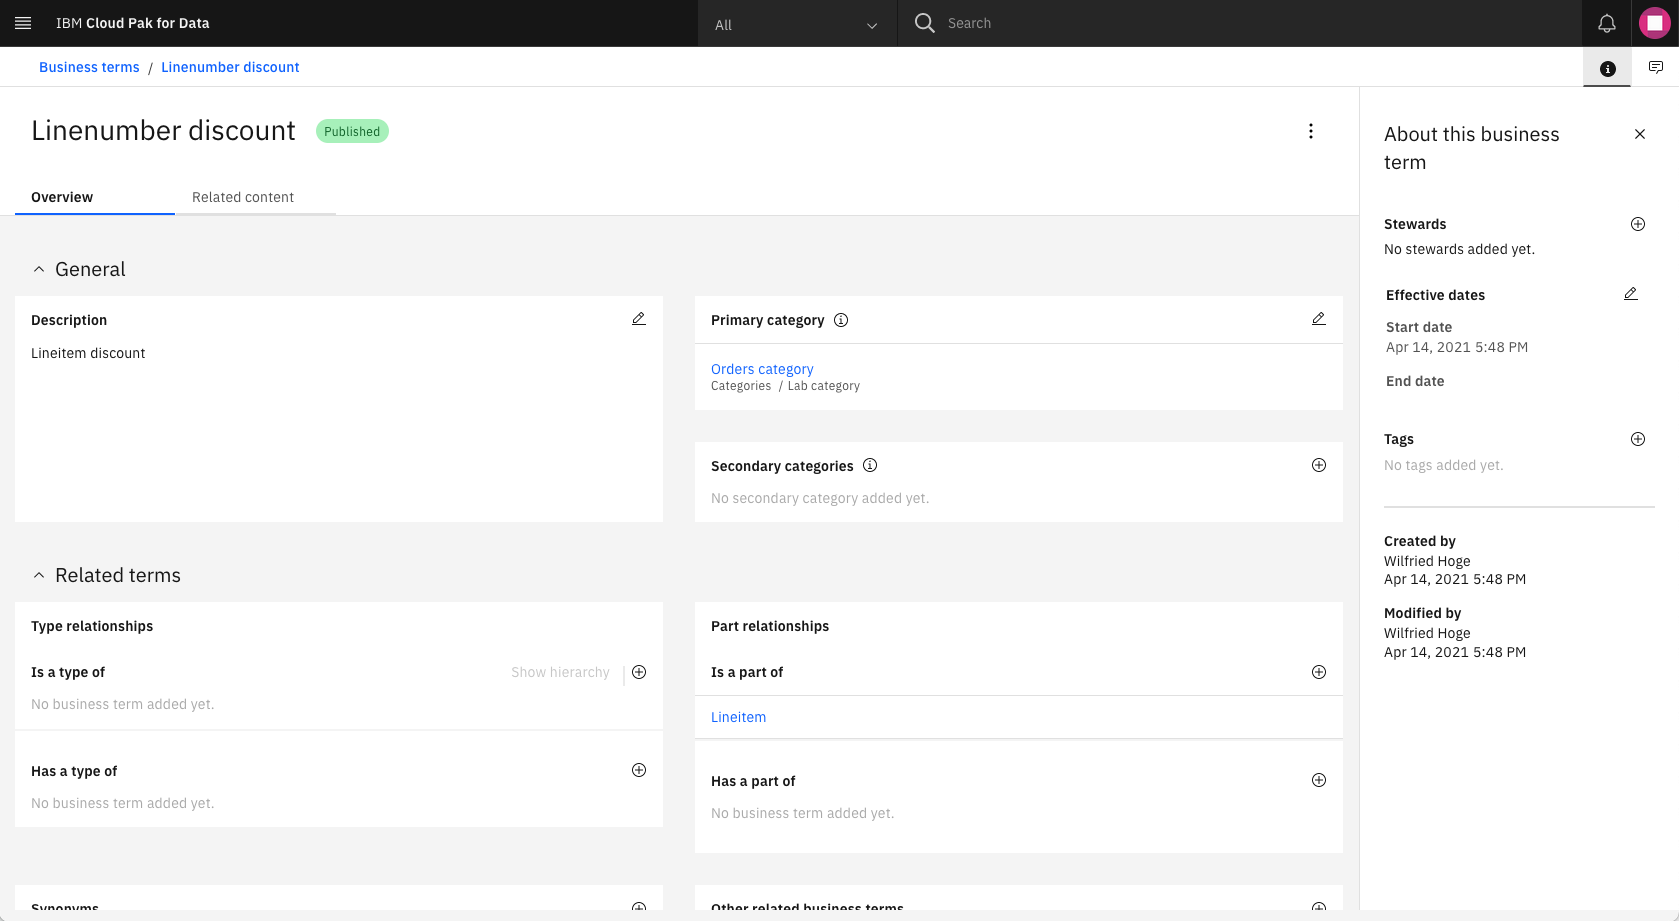 IBM Cloud Pak for Data
All
Search
Business terms / Linenumber discount
Linenumber discount
Published
Overview
Related content
General
Description
Lineitem discount
Primary category
Orders category
Categories / Lab category
Secondary categories
No secondary category added yet.
Related terms
Type relationships
Is a type of
Show hierarchy
No business term added yet.
Has a type of
No business term added yet.
Part relationships
Is a part of
Lineitem
Has a part of
No business term added yet.
Synonyms
Other related business terms
About this business
term
Stewards
No stewards added yet.
Effective dates
Start date
Apr 14, 2021 5:48 PM
End date
Tags
No tags added yet.
Created by
Wilfried Hoge
Apr 14, 2021 5:48 PM
Modified by
Wilfried Hoge
Apr 14, 2021 5:48 PM